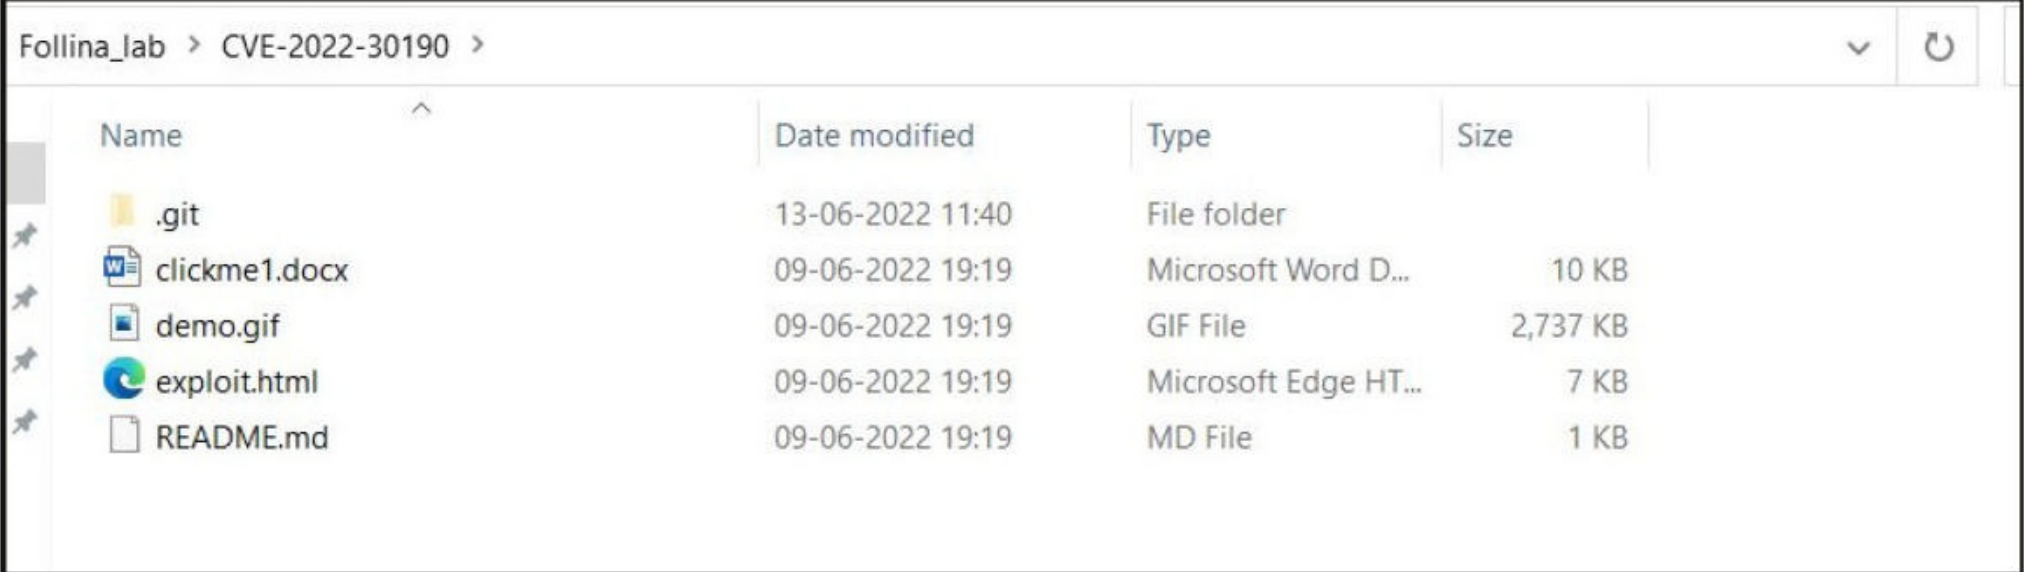 Follina_lab > CVE-2022-30190 >
Name Date modified Type Size
.git 13-06-2022 11:40 File folder
clickme1.docx 09-06-2022 19:19 Microsoft Word D... 10 KB
demo.gif 09-06-2022 19:19 GIF File 2,737 KB
exploit.html 09-06-2022 19:19 Microsoft Edge HT... 7 KB
README.md 09-06-2022 19:19 MD File 1 KB